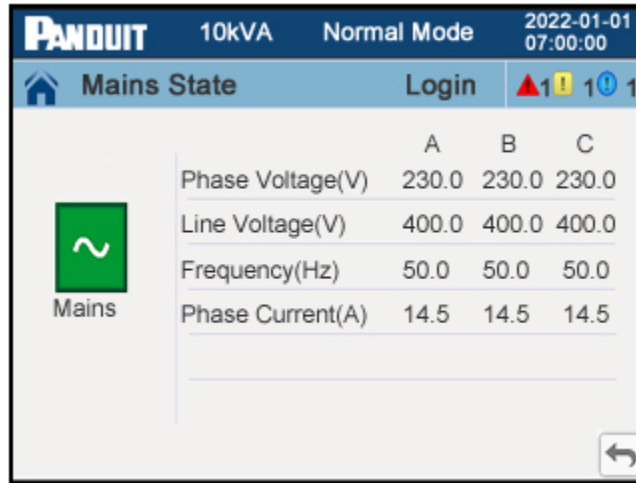 PANDUIT 10kVA Normal Mode 2022-01-01
07:00:00
Mains State Login 1 1 1
A B C
Phase Voltage(V) 230.0 230.0 230.0
Line Voltage(V) 400.0 400.0 400.0
Frequency(Hz) 50.0 50.0 50.0
Mains
Phase Current(A) 14.5 14.5 14.5